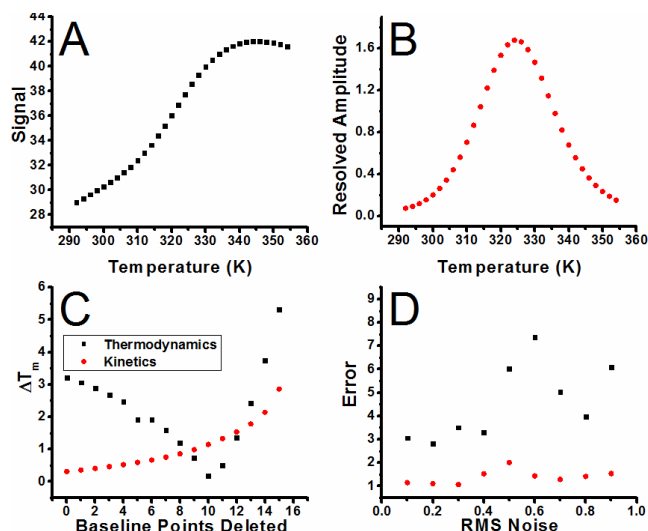 A
44
42
40
38
36
34
32
30
28
Signal
290 300 310 320 330 340 350 360
Temperature (K)
B
1.6
1.2
0.8
0.4
0.0
Resolved Amplitude
290 300 310 320 330 340 350 360
Temperature (K)
C
6
5
4
3
2
1
0
ΔTm
Thermodynamics
Kinetics
0 2 4 6 8 10 12 14 16
Baseline Points Deleted
D
9
8
7
6
5
4
3
2
1
Error
0.0 0.2 0.4 0.6 0.8 1.0
RMS Noise